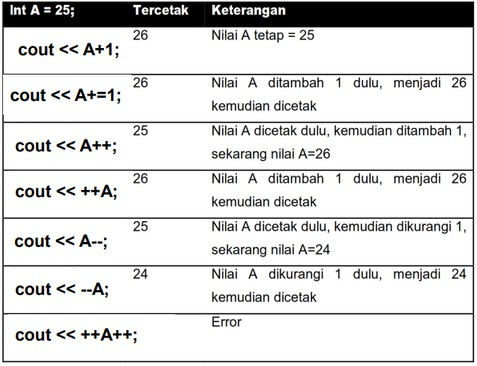 Int A = 25; Tercetak Keterangan
cout << A+1; 26 Nilai A tetap = 25
cout << A+=1; 26 Nilai A ditambah 1 dulu, menjadi 26
kemudian dicetak
cout << A++; 25 Nilai A dicetak dulu, kemudian ditambah 1,
sekarang nilai A=26
cout << ++A; 26 Nilai A ditambah 1 dulu, menjadi 26
kemudian dicetak
cout << A--; 25 Nilai A dicetak dulu, kemudian dikurangi 1,
sekarang nilai A=24
cout << --A; 24 Nilai A dikurangi 1 dulu, menjadi 24
kemudian dicetak
cout << ++A++; Error